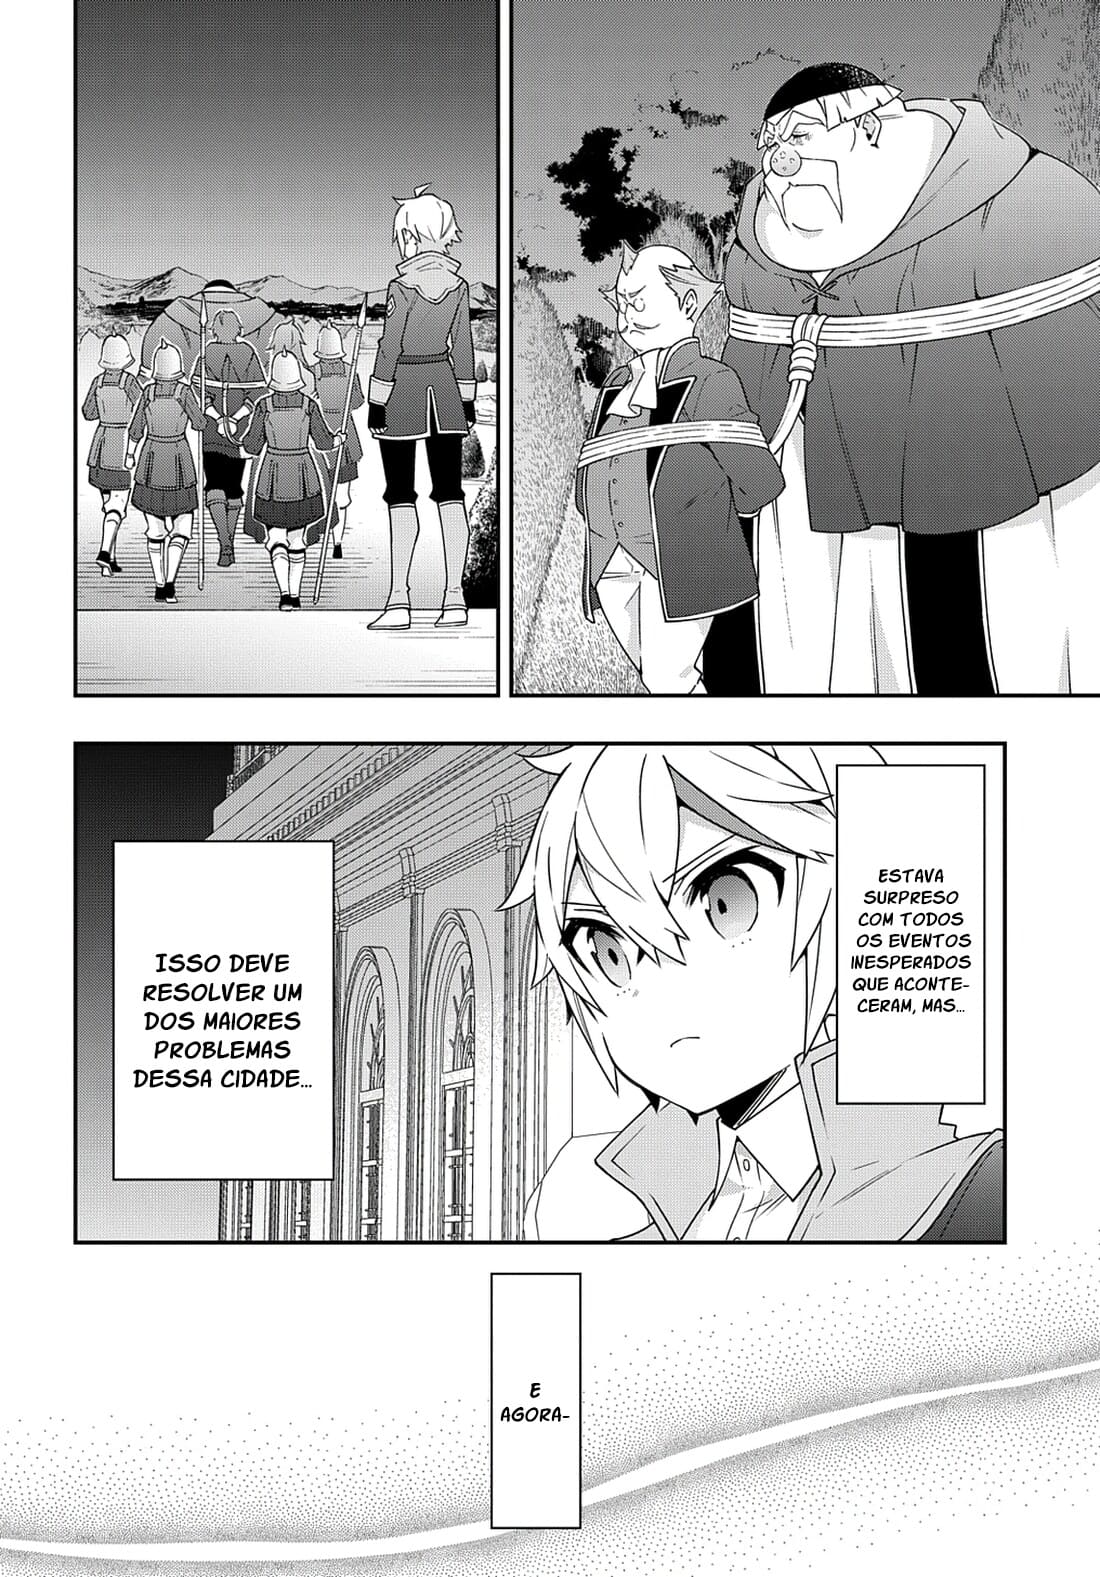 ESTAVA
SURPRESO
COM TODOS
OS EVENTOS
INESPERADOS
QUE ACONTE-
CERAM, MAS...
ISSO DEVE
RESOLVER UM
DOS MAIORES
PROBLEMAS
DESSA CIDADE...
E
AGORA-